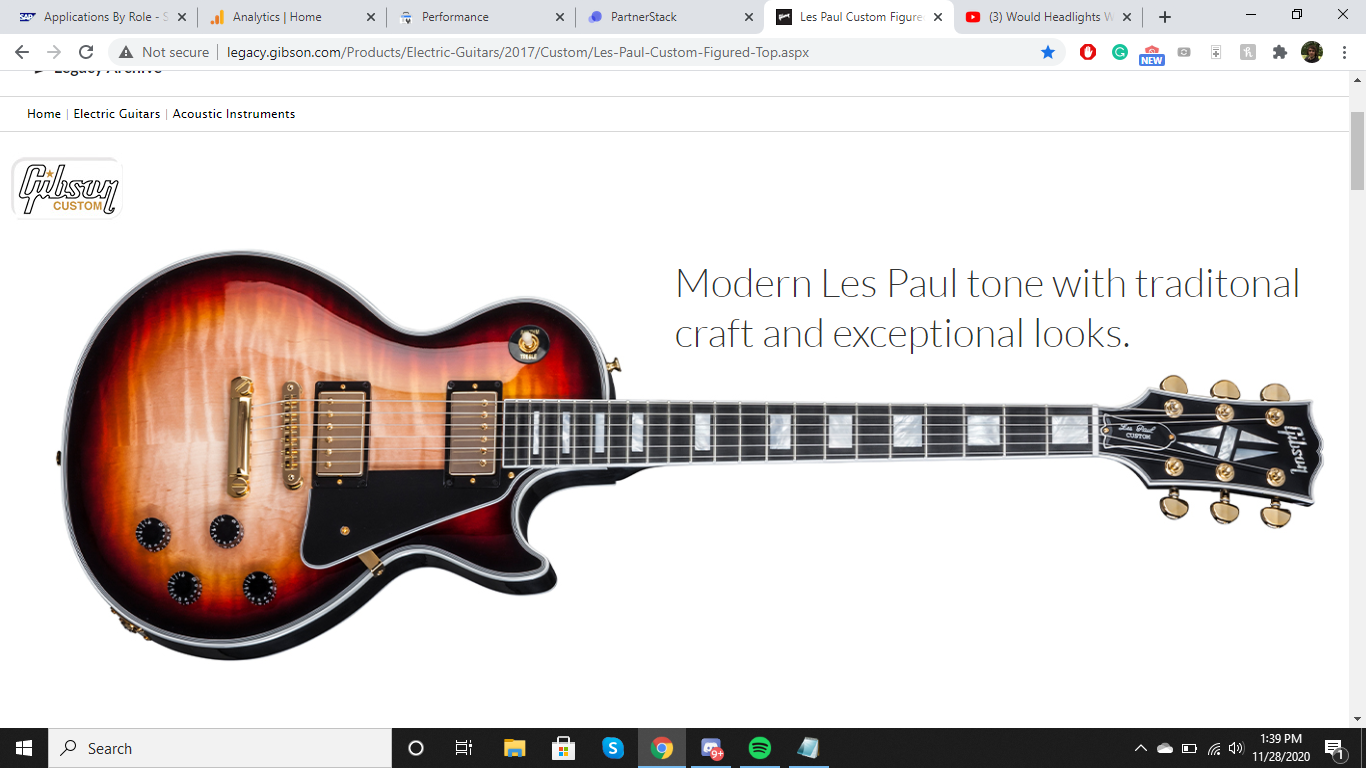 Applications By Role - S
Analytics | Home
Performance
PartnerStack
Les Paul Custom Figure
(3) Would Headlights W
Not secure
legacy.gibson.com/Products/Electric-Guitars/2017/Custom/Les-Paul-Custom-Figured-Top.aspx
NEW
Legacy Archive
Home | Electric Guitars | Acoustic Instruments
Gibson
CUSTOM
Modern Les Paul tone with traditonal
craft and exceptional looks.
TREBLE
Les Paul
CUSTOM
Gibson
Search
9+
1:39 PM
11/28/2020
1